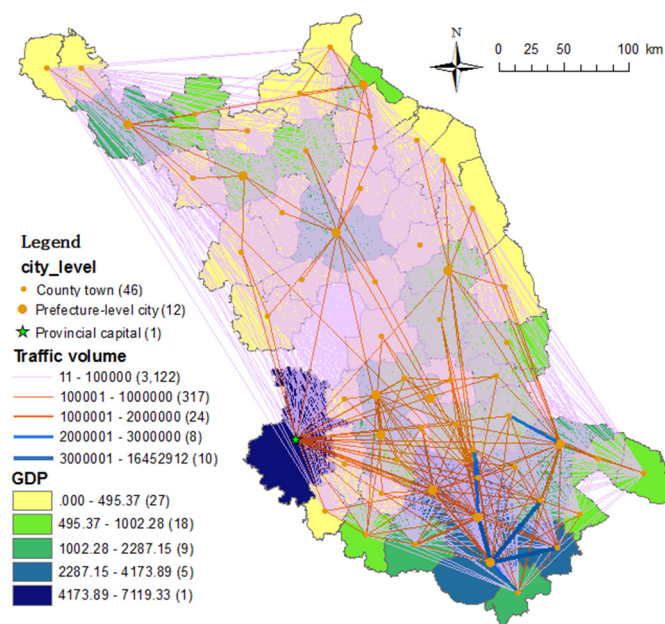 N
0 25 50 100
km
Legend
city_level
County town (46)
Prefecture-level city (12)
Provincial capital (1)
Traffic volume
11 - 100000 (3,122)
100001 - 1000000 (317)
1000001 - 2000000 (24)
2000001 - 3000000 (8)
3000001 - 16452912 (10)
GDP
.000 - 495.37 (27)
495.37 - 1002.28 (18)
1002.28 - 2287.15 (9)
2287.15 - 4173.89 (5)
4173.89 - 7119.33 (1)